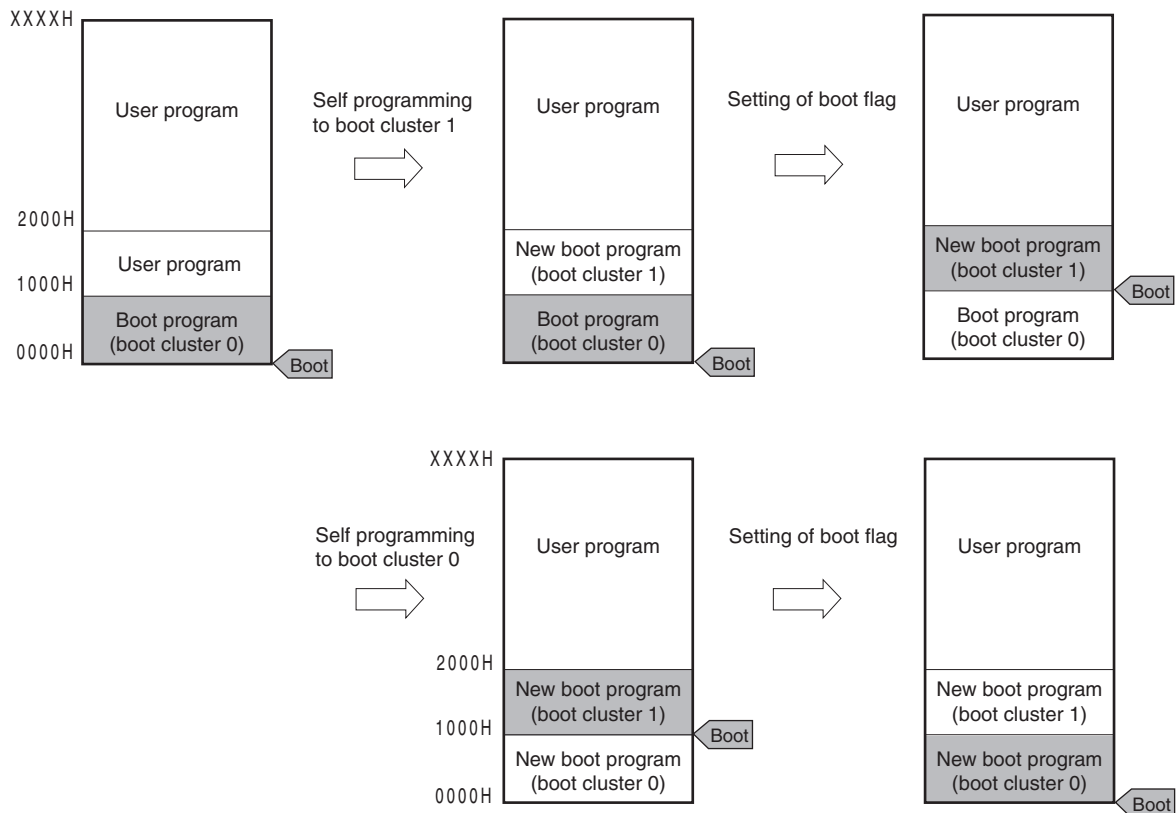 XXXXH
User program
2000H
User program
1000H
Boot program
(boot cluster 0)
0000H
Boot
Self programming
to boot cluster 1
User program
New boot program
(boot cluster 1)
Boot program
(boot cluster 0)
Boot
Setting of boot flag
User program
New boot program
(boot cluster 1)
Boot
Boot program
(boot cluster 0)
Self programming
to boot cluster 0
XXXXH
User program
2000H
New boot program
(boot cluster 1)
1000H
Boot
New boot program
(boot cluster 0)
0000H
Setting of boot flag
User program
New boot program
(boot cluster 1)
New boot program
(boot cluster 0)
Boot